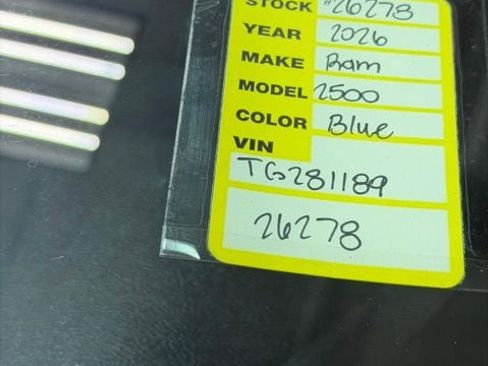 STOCK #26278
YEAR 2026
MAKE Ram
MODEL 2500
COLOR Blue
VIN
TG281189
26278